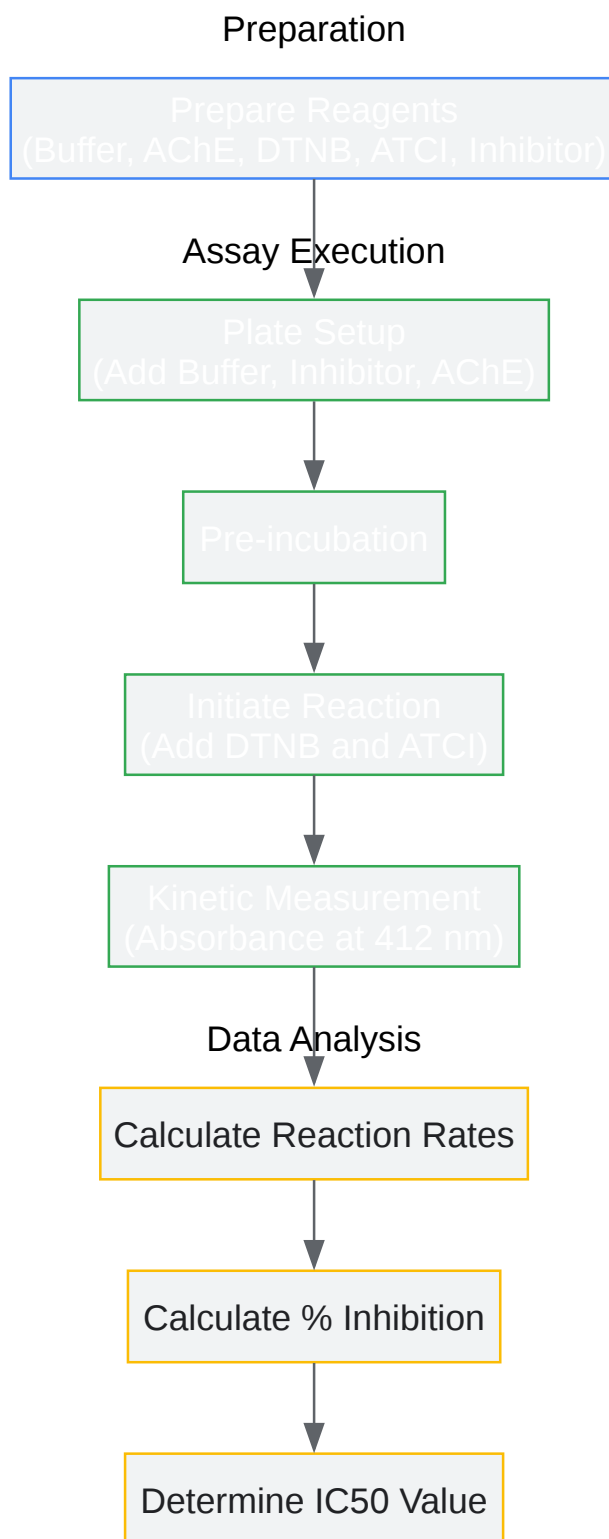 Preparation
Prepare Reagents
(Buffer, AChE, DTNB, ATCI, Inhibitor)
Assay Execution
Plate Setup
(Add Buffer, Inhibitor, AChE)
Pre-incubation
Initiate Reaction
(Add DTNB and ATCI)
Kinetic Measurement
(Absorbance at 412 nm)
Data Analysis
Calculate Reaction Rates
Calculate % Inhibition
Determine IC50 Value